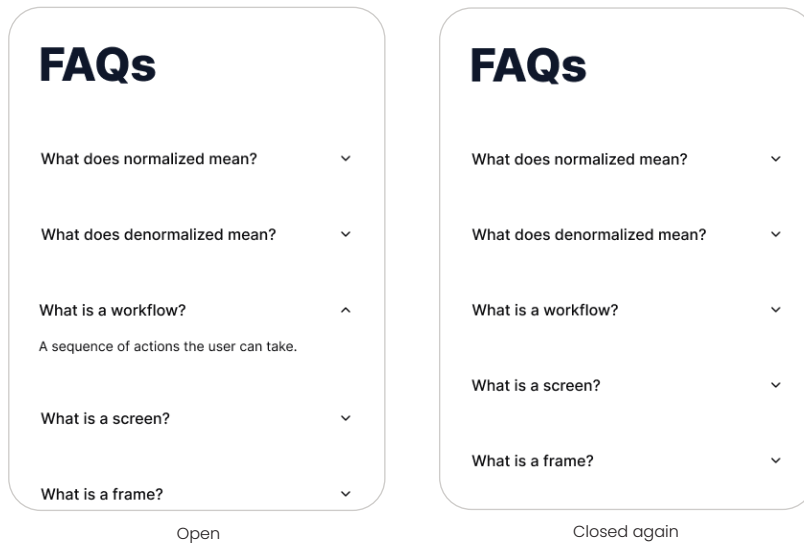 FAQs
What does normalized mean?
What does denormalized mean?
What is a workflow?
A sequence of actions the user can take.
What is a screen?
What is a frame?
Open
FAQs
What does normalized mean?
What does denormalized mean?
What is a workflow?
What is a screen?
What is a frame?
Closed again